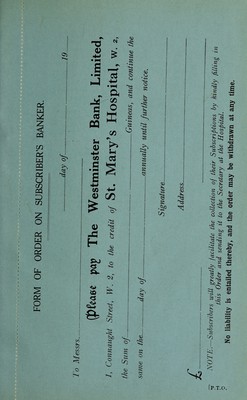 FORM OF ORDER ON SUBSCRIBER'S BANKER.
day of 19
To Messrs.
Please pay The Westminster Bank, Limited,
1, Connaught Street, W. 2, to the credit of St. Mary's Hospital, W. 2,
the Sum of Guineas, and continue the
same on the day of annually until further notice.
Signature
Address
£
NOTE.—Subscribers will greatly facilitate the collection of their Subscriptions by kindly filling in
this Order and sending it to the Secretary at the Hospital.
No liability is entailed thereby, and the order may be withdrawn at any time.
[P.T.O.